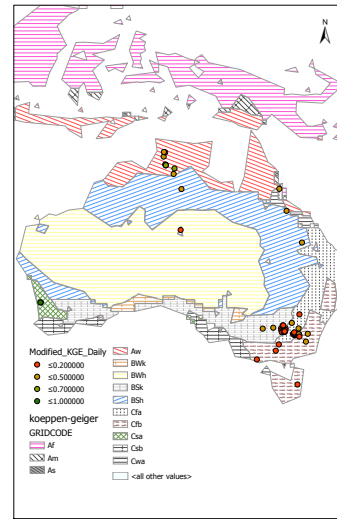 N
Modified_KGE_Daily
≤0.200000
≤0.500000
≤0.700000
≤1.000000
koeppen-geiger
GRIDCODE
Af
Am
As
Aw
BWk
BWh
BSk
BSh
Cfa
Cfb
Csa
Csb
Cwa
<all other values>